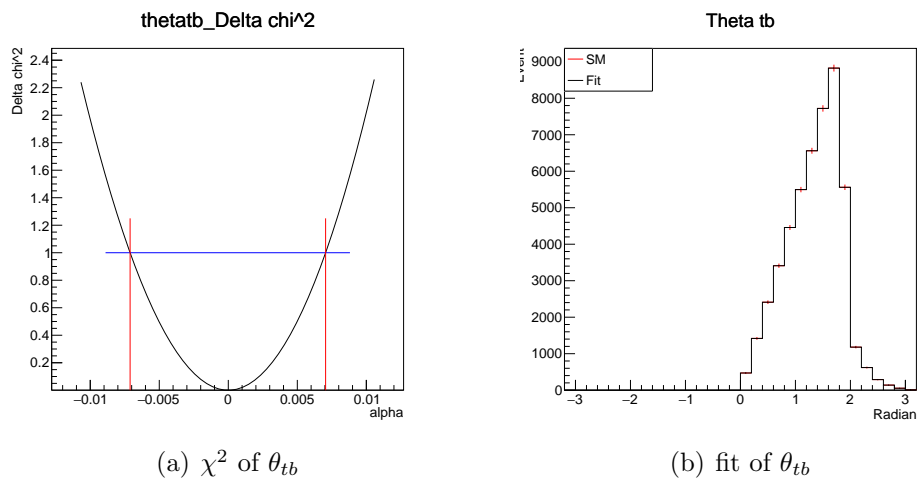 thetatb_Delta chi^2
Delta chi^2
2.4
2.2
2
1.8
1.6
1.4
1.2
1
0.8
0.6
0.4
0.2
−0.01 −0.005 0 0.005 0.01
alpha
(a) χ² of θ_tb
Theta tb
SM
Fit
9000
8000
7000
6000
5000
4000
3000
2000
1000
0
−3 −2 −1 0 1 2 3
Radian
(b) fit of θ_tb